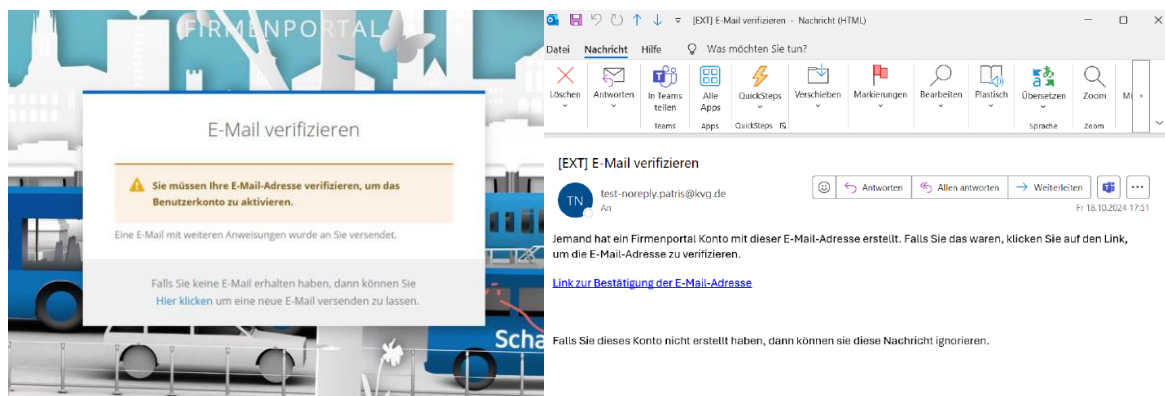 FIRMENPORTAL
E-Mail verifizieren
Sie müssen Ihre E-Mail-Adresse verifizieren, um das
Benutzerkonto zu aktivieren.
Eine E-Mail mit weiteren Anweisungen wurde an Sie versendet.
Falls Sie keine E-Mail erhalten haben, dann können Sie
Hier klicken um eine neue E-Mail versenden zu lassen.
Scha
[EXT] E-Mail verifizieren - Nachricht (HTML)
Datei Nachricht Hilfe Was möchten Sie tun?
Löschen Antworten In Teams teilen Alle Apps QuickSteps Verschieben Markierungen Bearbeiten Plastisch Übersetzen Zoom
Teams Apps QuickSteps Sprache Zoom
[EXT] E-Mail verifizieren
TN
test-noreply.patris@kvg.de
An
Antworten Allen antworten Weiterleiten
Fr 18.10.2024 17:51
Jemand hat ein Firmenportal Konto mit dieser E-Mail-Adresse erstellt. Falls Sie das waren, klicken Sie auf den Link,
um die E-Mail-Adresse zu verifizieren.
Link zur Bestätigung der E-Mail-Adresse
Falls Sie dieses Konto nicht erstellt haben, dann können sie diese Nachricht ignorieren.